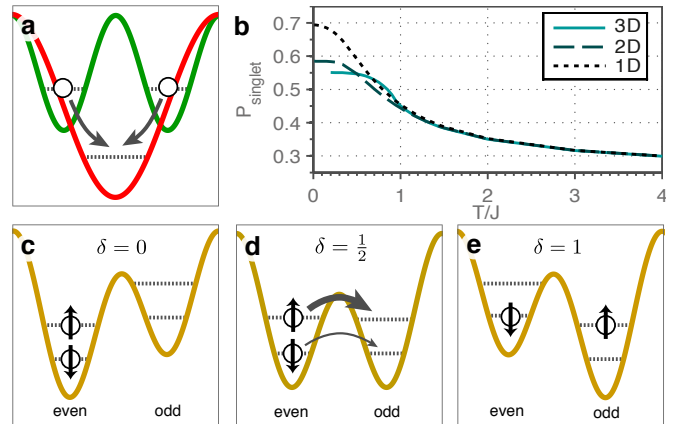 a
b
P_singlet
0.7
0.6
0.5
0.4
0.3
0 1 2 3 4
T/J
3D
2D
1D
c
δ = 0
even odd
d
δ = 1/2
even odd
e
δ = 1
even odd